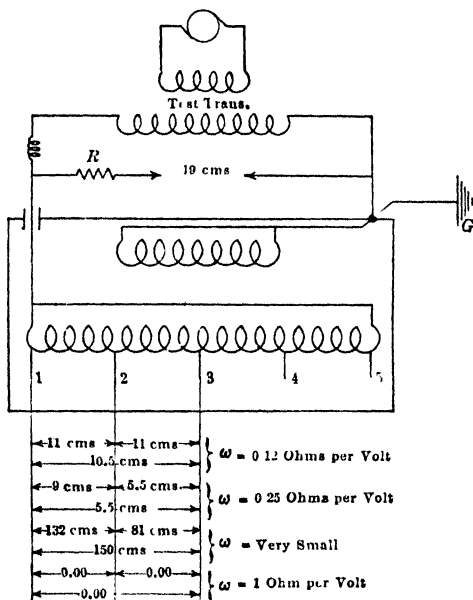 Test Trans.
R
19 cms
G
1 2 3 4 5
11 cms 11 cms
10.5 cms
ω = 0 12 Ohms per Volt
9 cms 5.5 cms
5.5 cms
ω = 0 25 Ohms per Volt
132 cms 81 cms
150 cms
ω = Very Small
0.00 0.00
0.00
ω = 1 Ohm per Volt